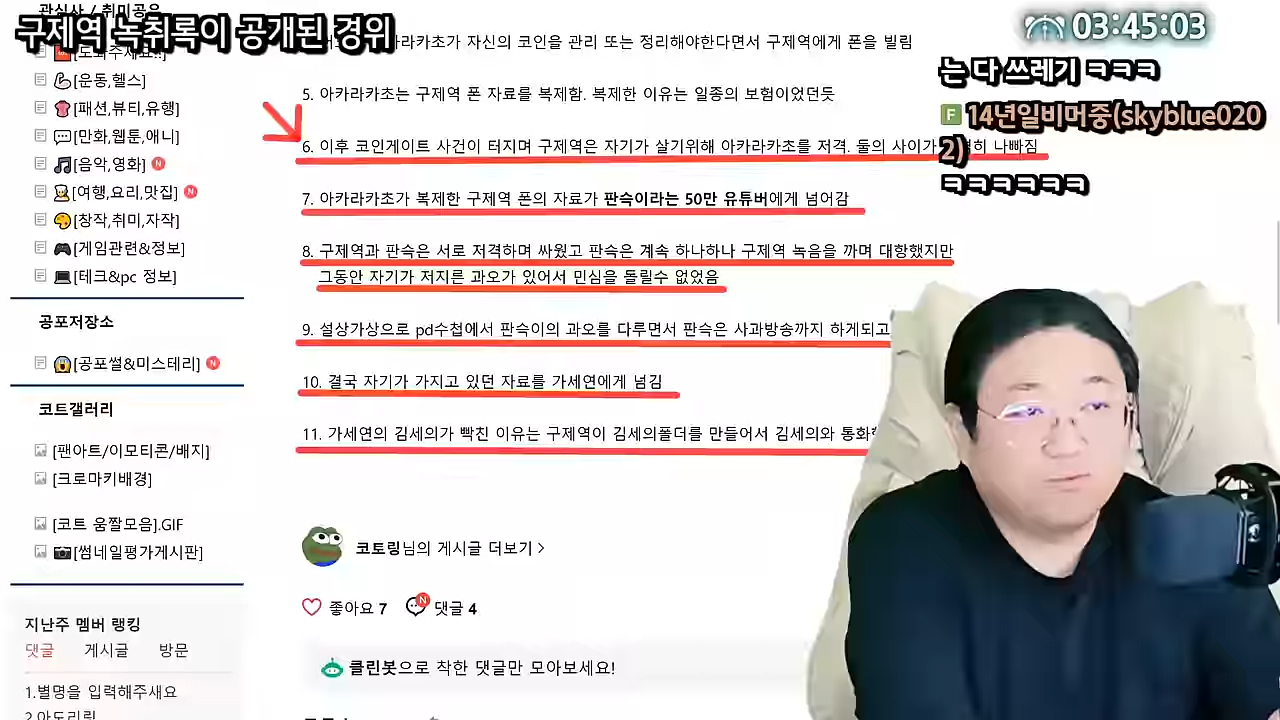 관심사 / 취미공유
구제역 녹취록이 공개된 경위
03:45:03
자신의 코인을 관리 또는 정리해야한다면서 구제역에게 폰을 빌림
는 다 쓰레기 ㅋㅋㅋ
[운동,헬스]
5. 아카라카초는 구제역 폰 자료를 복제함. 복제한 이유는 일종의 보험이었던듯
[패션,뷰티,유행]
F 14년일비머중(skyblue020
2)
[만화,웹툰,애니]
6. 이후 코인게이트 사건이 터지며 구제역은 자기가 살기위해 아카라카초를 저격. 둘의 사이가 나빠짐
[음악,영화] N
ㅋㅋㅋㅋㅋㅋ
[여행,요리,맛집] N
7. 아카라카초가 복제한 구제역 폰의 자료가 판슥이라는 50만 유튜버에게 넘어감
[창작,취미,자작]
[게임관련&정보]
8. 구제역과 판슥은 서로 저격하며 싸웠고 판슥은 계속 하나하나 구제역 녹음을 까며 대항했지만
[테크&pc 정보]
그동안 자기가 저지른 과오가 있어서 민심을 돌릴수 없었음
공포저장소
9. 설상가상으로 pd수첩에서 판슥이의 과오를 다루면서 판슥은 사과방송까지 하게되고
[공포썰&미스테리] N
10. 결국 자기가 가지고 있던 자료를 가세연에게 넘김
코트갤러리
11. 가세연의 김세의가 빡친 이유는 구제역이 김세의폴더를 만들어서 김세의와 통화
[팬아트/이모티콘/배지]
[크로마키배경]
[코트 움짤모음].GIF
[썸네일평가게시판]
코토링님의 게시글 더보기 >
좋아요 7 N 댓글 4
지난주 멤버 랭킹
댓글 게시글 방문
클린봇으로 착한 댓글만 모아보세요!
1.별명을 입력해주새요
2.아도리링